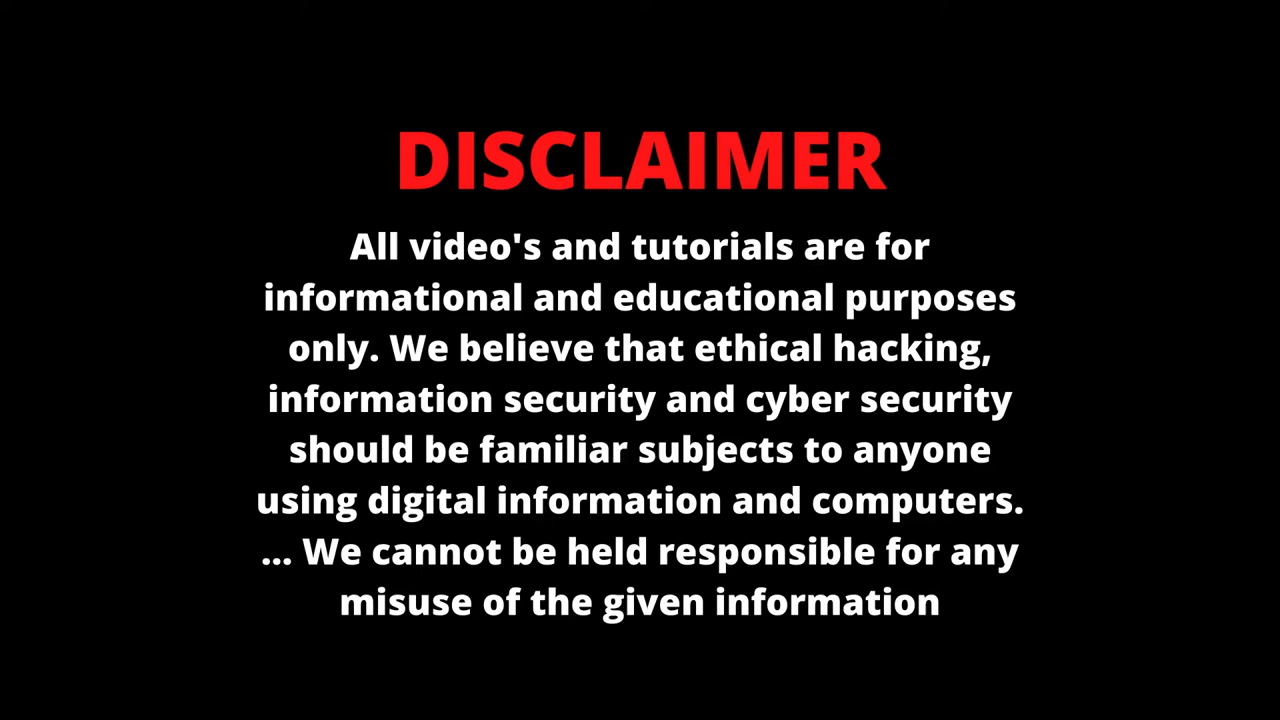 DISCLAIMER
All video's and tutorials are for
informational and educational purposes
only. We believe that ethical hacking,
information security and cyber security
should be familiar subjects to anyone
using digital information and computers.
... We cannot be held responsible for any
misuse of the given information